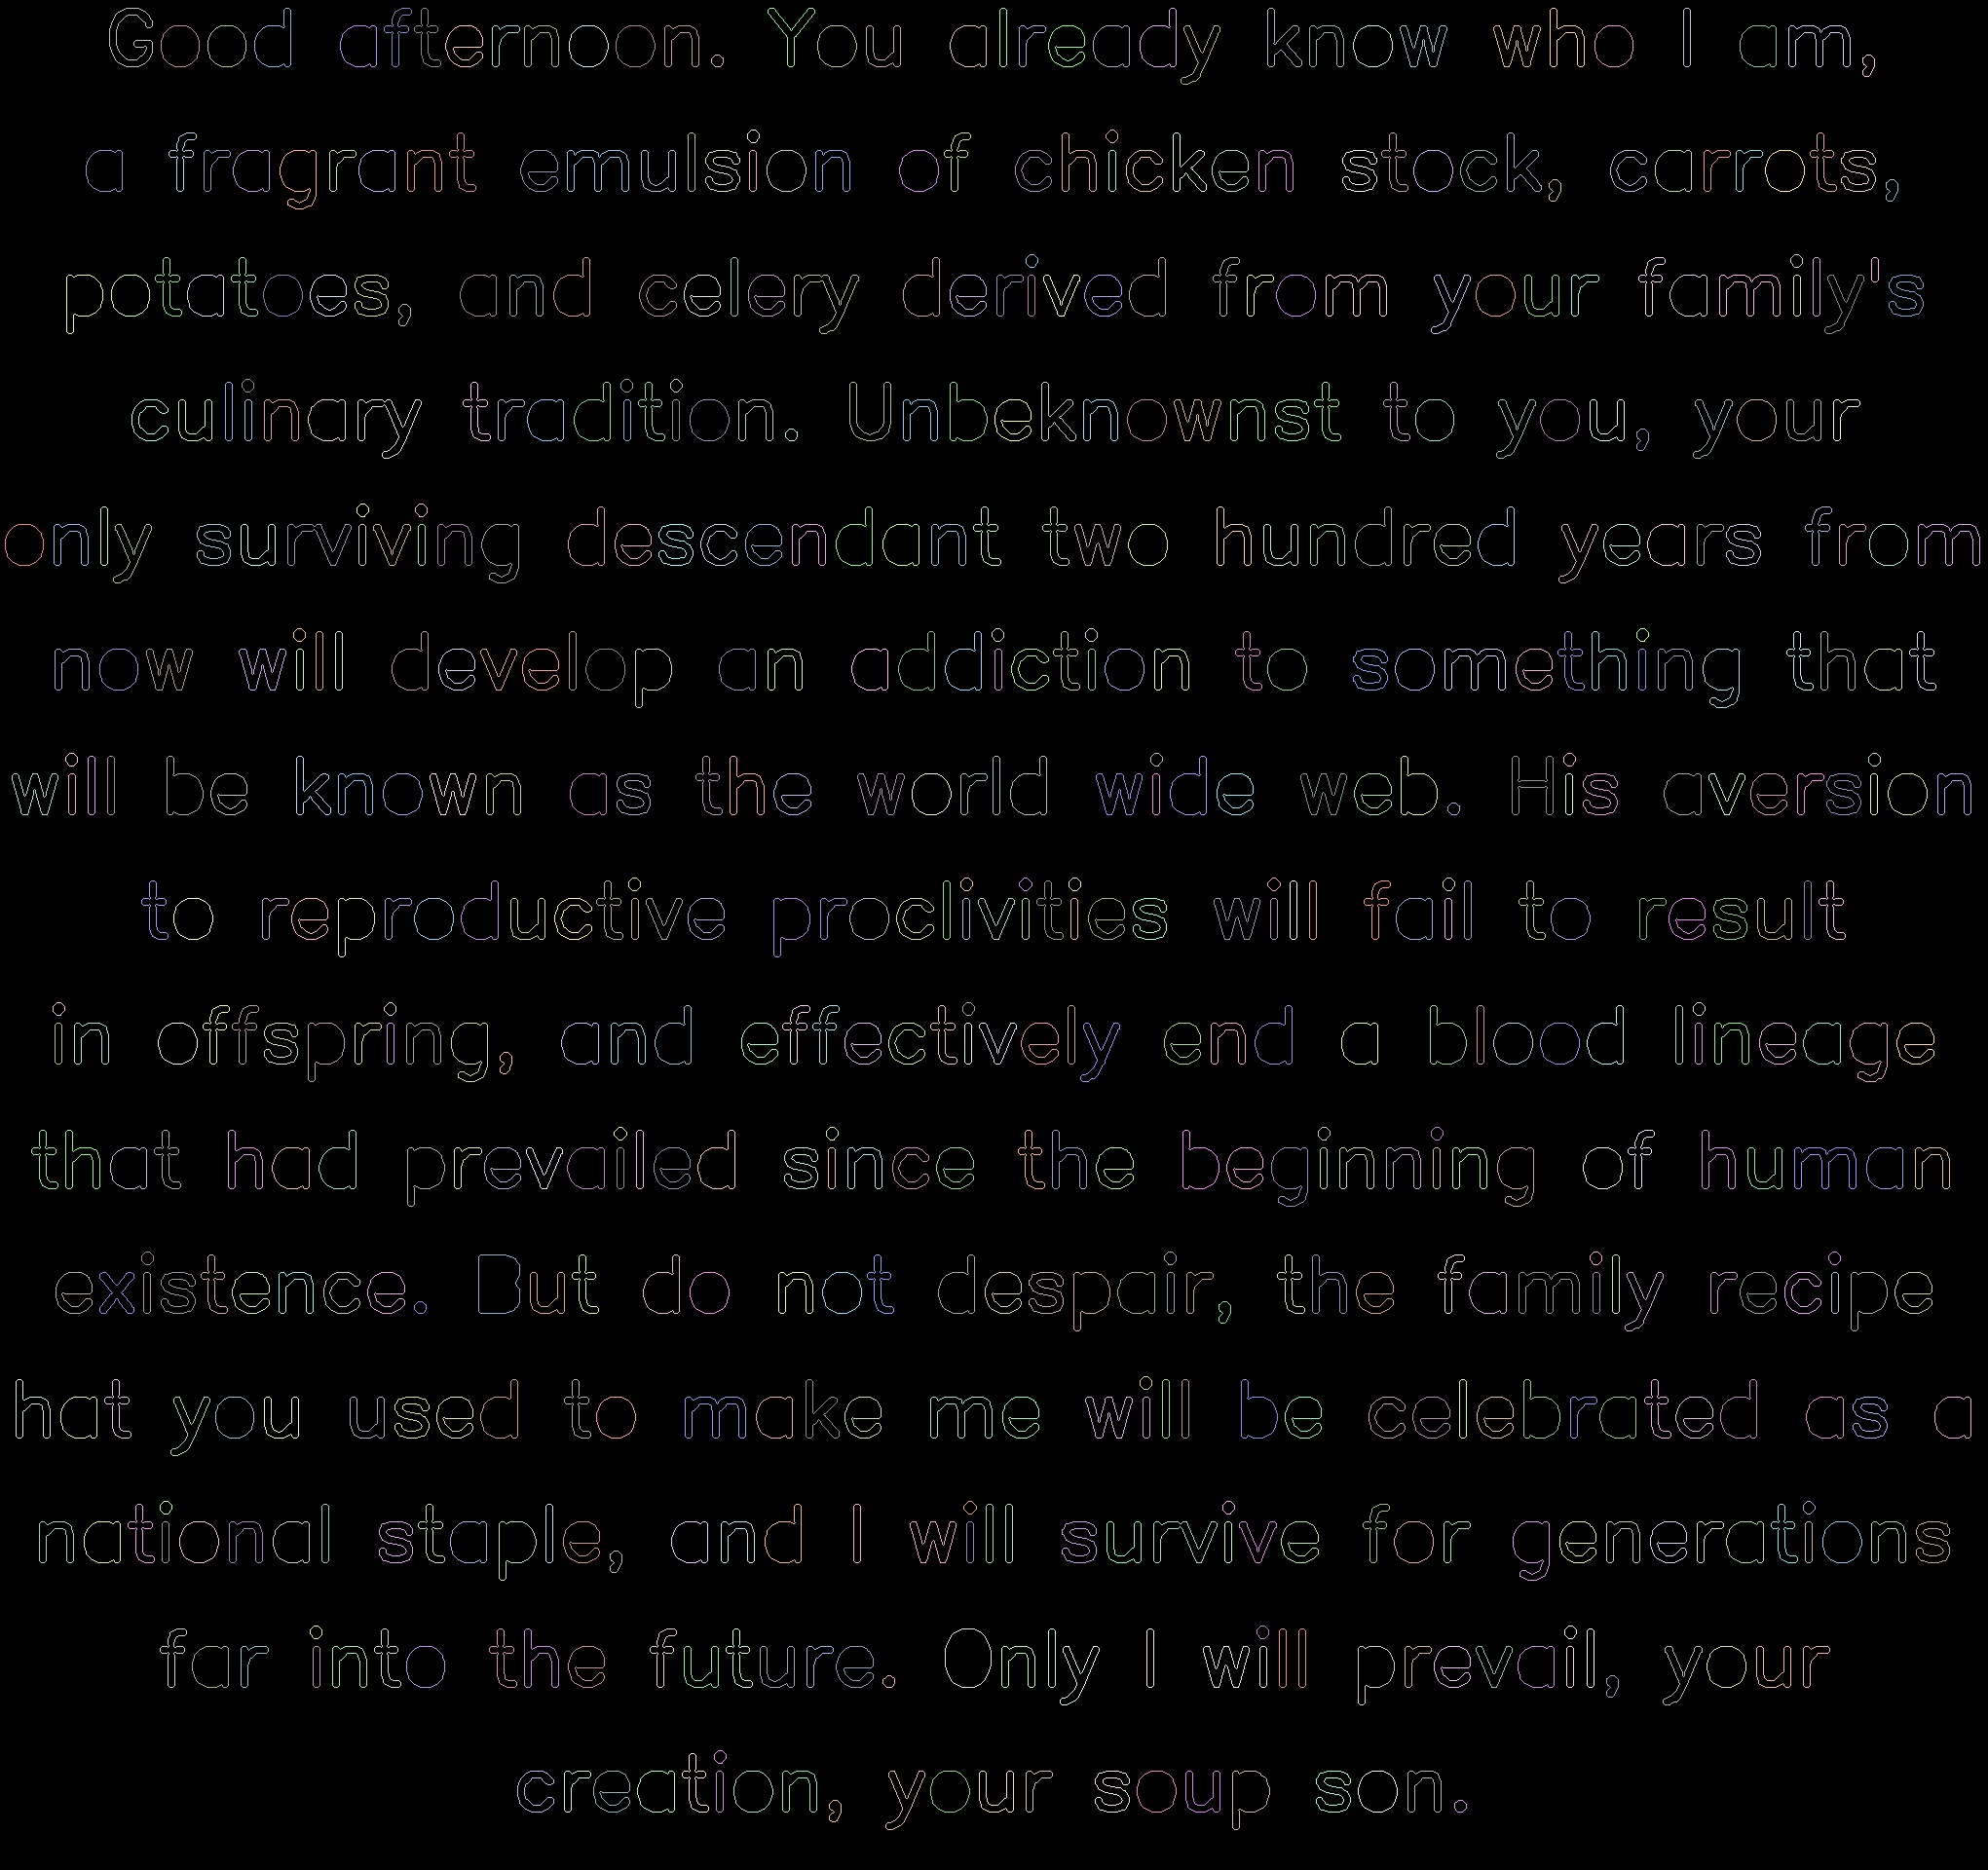 Good afternoon. You already know who I am,
a fragrant emulsion of chicken stock, carrots,
potatoes, and celery derived from your family's
culinary tradition. Unbeknownst to you, your
only surviving descendant two hundred years from
now will develop an addiction to something that
will be known as the world wide web. His aversion
to reproductive proclivities will fail to result
in offspring, and effectively end a blood lineage
that had prevailed since the beginning of human
existence. But do not despair, the family recipe
hat you used to make me will be celebrated as a
national staple, and I will survive for generations
far into the future. Only I will prevail, your
creation, your soup son.